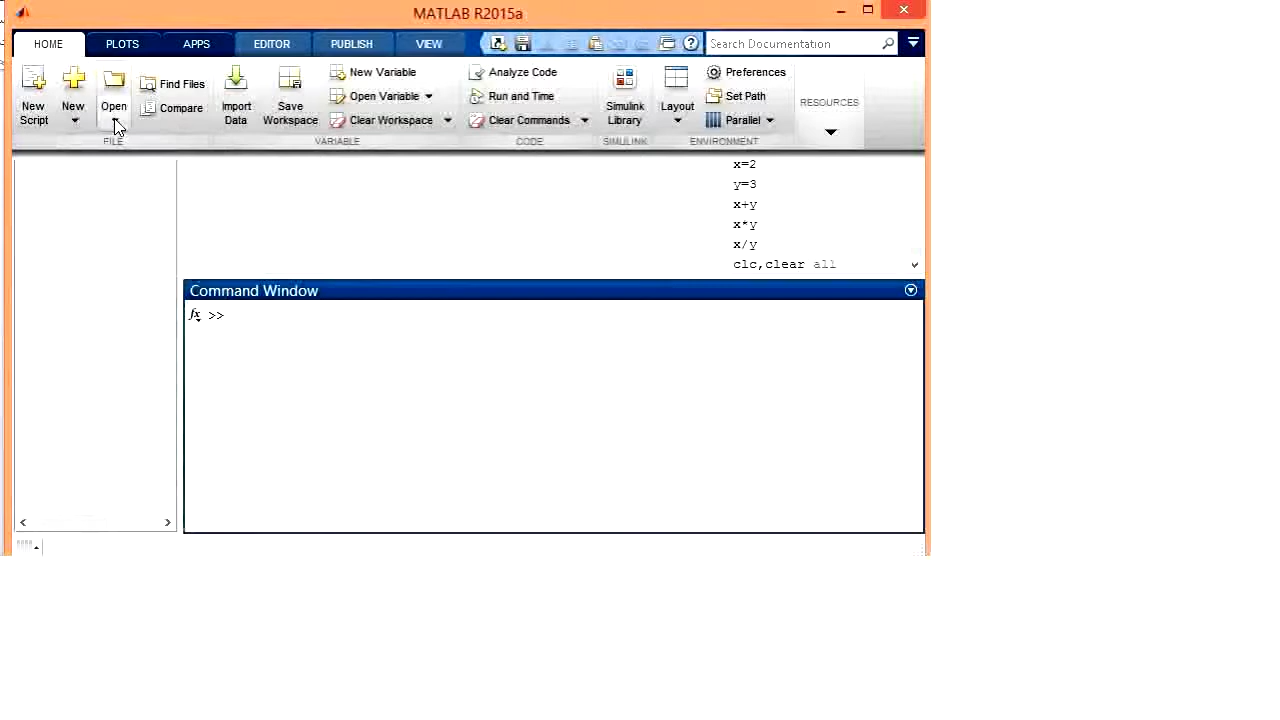 MATLAB R2015a
HOME PLOTS APPS EDITOR PUBLISH VIEW Search Documentation
New Script
New
Open
Find Files
Compare
Import Data
Save Workspace
New Variable
Open Variable
Clear Workspace
Analyze Code
Run and Time
Clear Commands
Simulink Library
Layout
Preferences
Set Path
Parallel
RESOURCES
FILE VARIABLE CODE SIMULINK ENVIRONMENT
x=2
y=3
x+y
x*y
x/y
clc,clear all
Command Window
fx >>